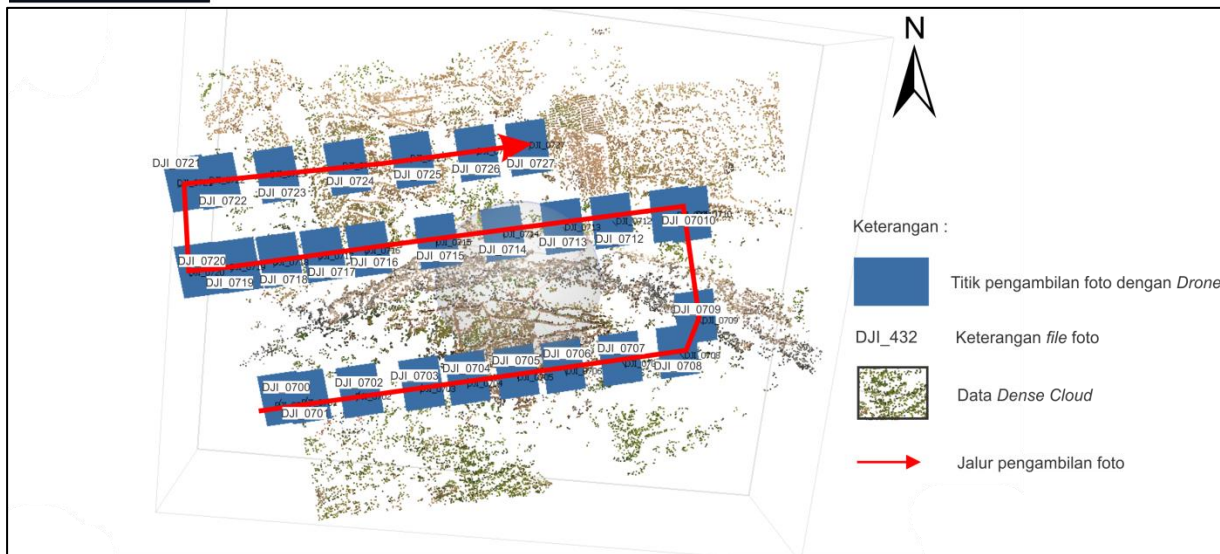 N
DJI_0721
DJI_0722
DJI_0723
DJI_0724
DJI_0725
DJI_0726
DJI_0727
DJI_0720
DJI_0719
DJI_0718
DJI_0717
DJI_0716
DJI_0715
DJI_0714
DJI_0713
DJI_0712
DJI_07010
DJI_0709
DJI_0700
DJI_0701
DJI_0702
DJI_0703
DJI_0704
DJI_0705
DJI_0706
DJI_0707
DJI_0708
Keterangan :
Titik pengambilan foto dengan Drone
DJI_432 Keterangan file foto
Data Dense Cloud
Jalur pengambilan foto